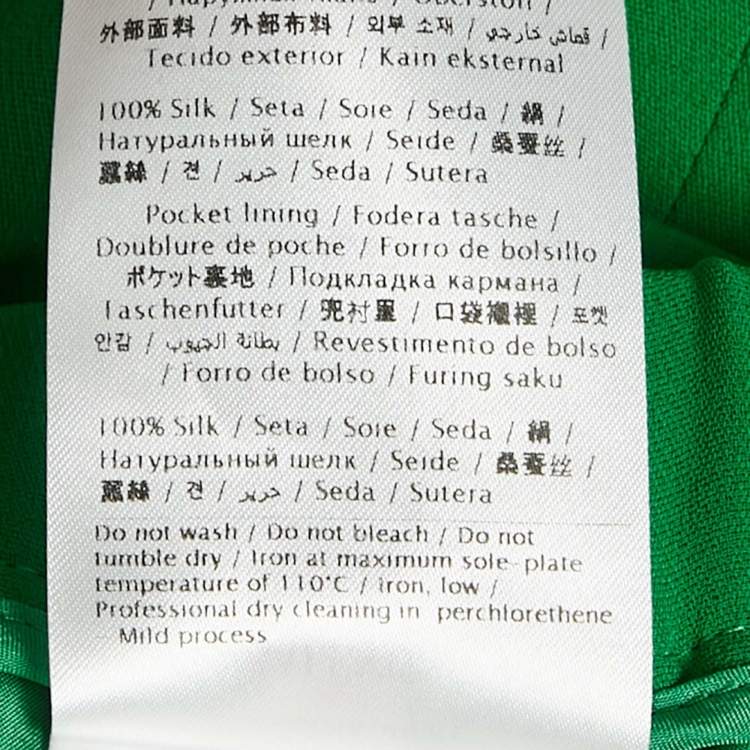 外部面料 / 外部布料 / 외부 소재 / قماش خارجي /
Tecido exterior / Kain eksternal
100% Silk / Seta / Soie / Seda / 絹 /
Натуральный шелк / Seide / 桑蚕丝 /
蠶絲 / 견 / حرير / Seda / Sutera
Pocket lining / Fodera tasche /
Doublure de poche / Forro de bolsillo /
ポケット裏地 / Подкладка кармана /
Taschenfutter / 兜衬里 / 口袋襯裡 / 포켓
안감 / بطانة الجيوب / Revestimento de bolso
/ Forro de bolso / Furing saku
100% Silk / Seta / Soie / Seda / 絹 /
Натуральный шелк / Seide / 桑蚕丝 /
蠶絲 / 견 / حرير / Seda / Sutera
Do not wash / Do not bleach / Do not
tumble dry / Iron at maximum sole-plate
temperature of 110°C / Iron, low /
Professional dry cleaning in perchlorethene
- Mild process